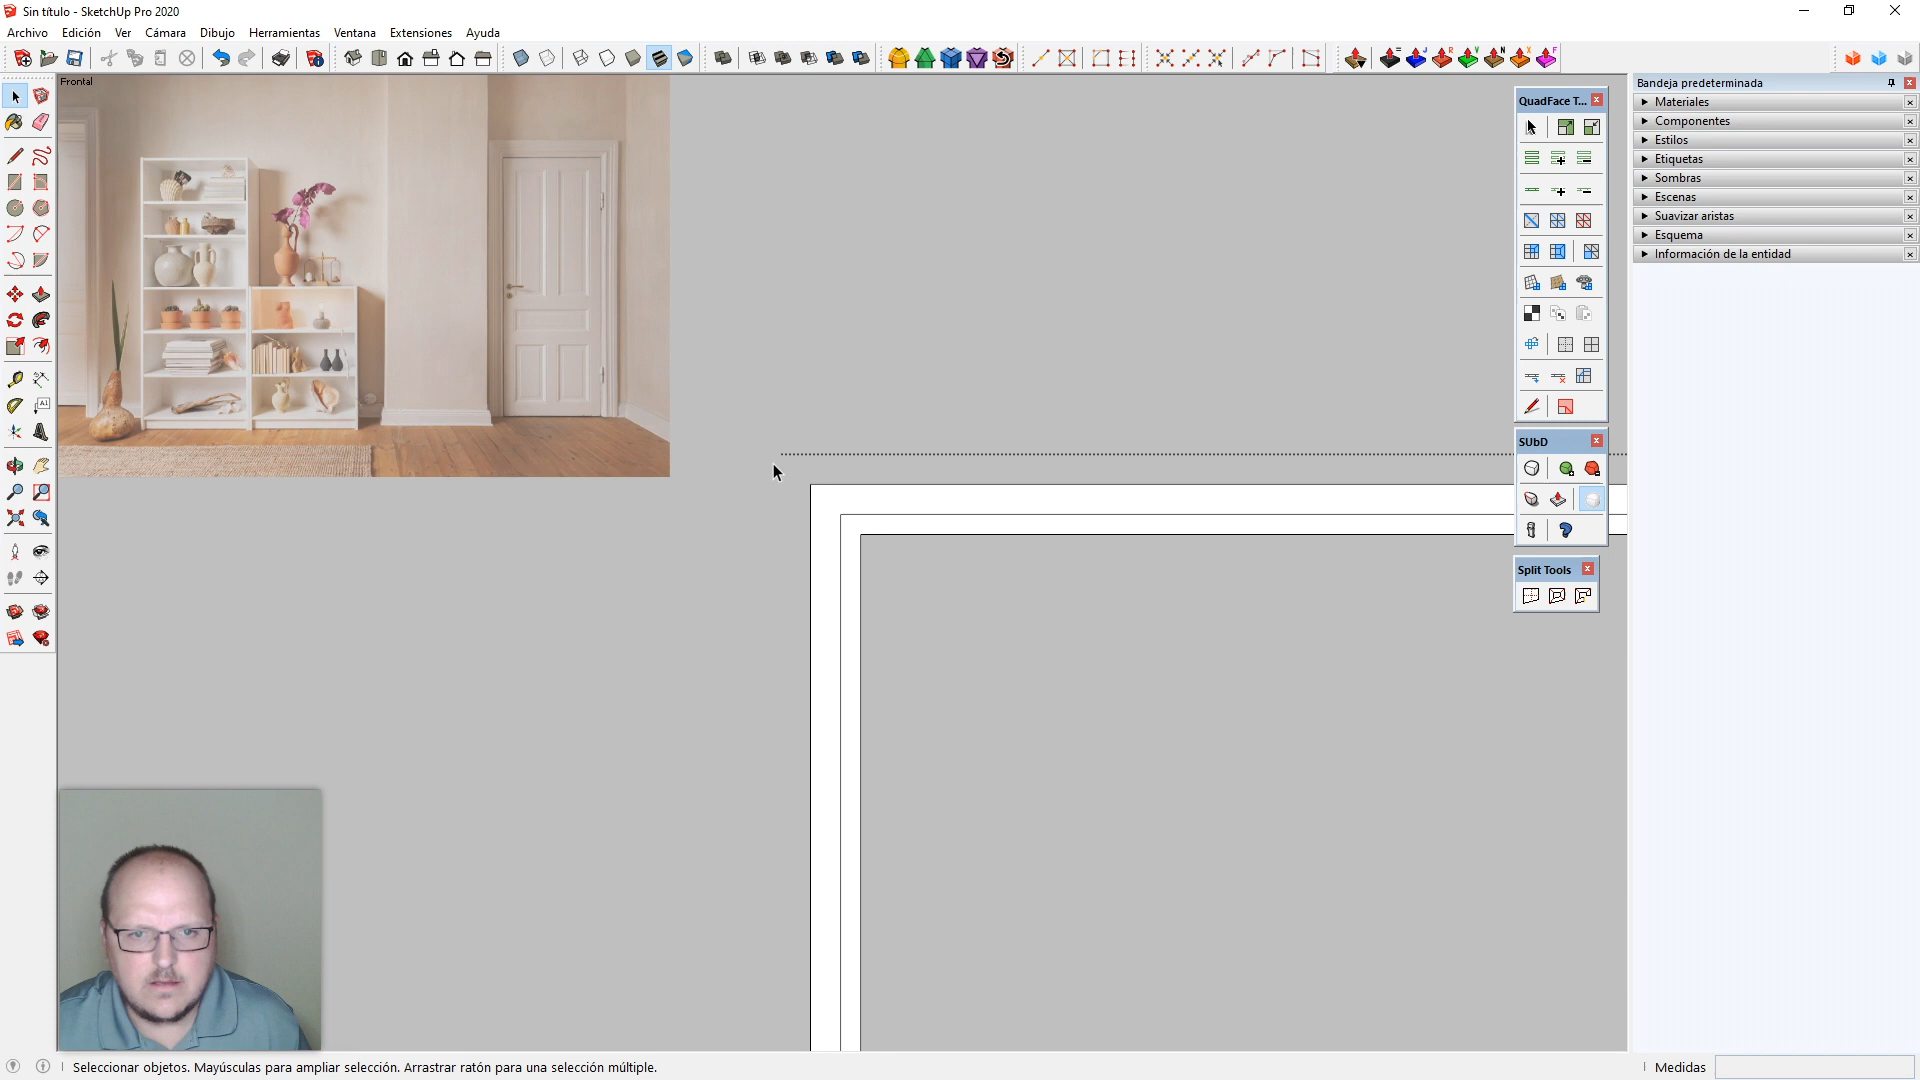 Sin título - SketchUp Pro 2020
Archivo Edición Ver Cámara Dibujo Herramientas Ventana Extensiones Ayuda
Frontal
Bandeja predeterminada
Materiales
Componentes
Estilos
Etiquetas
Sombras
Escenas
Suavizar aristas
Esquema
Información de la entidad
QuadFace T...
SUbD
Split Tools
Seleccionar objetos. Mayúsculas para ampliar selección. Arrastrar ratón para una selección múltiple.
Medidas